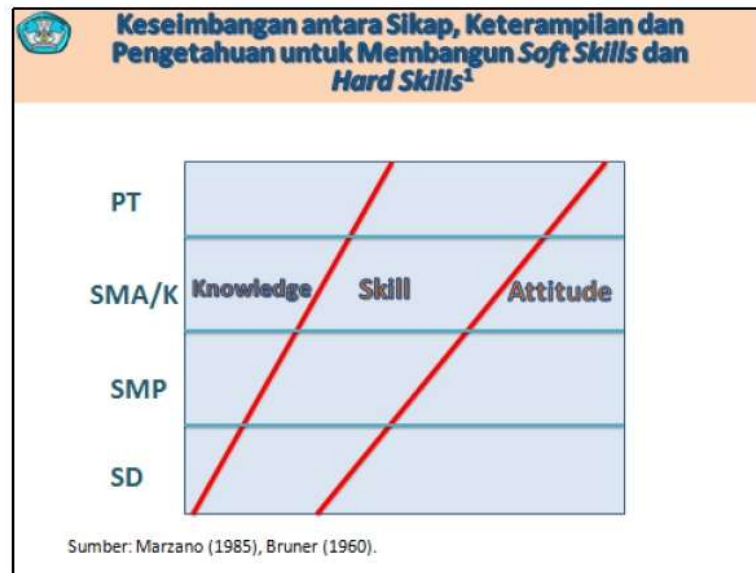 Keseimbangan antara Sikap, Keterampilan dan
Pengetahuan untuk Membangun Soft Skills dan
Hard Skills¹
PT
SMA/K
Knowledge
Skill
Attitude
SMP
SD
Sumber: Marzano (1985), Bruner (1960).